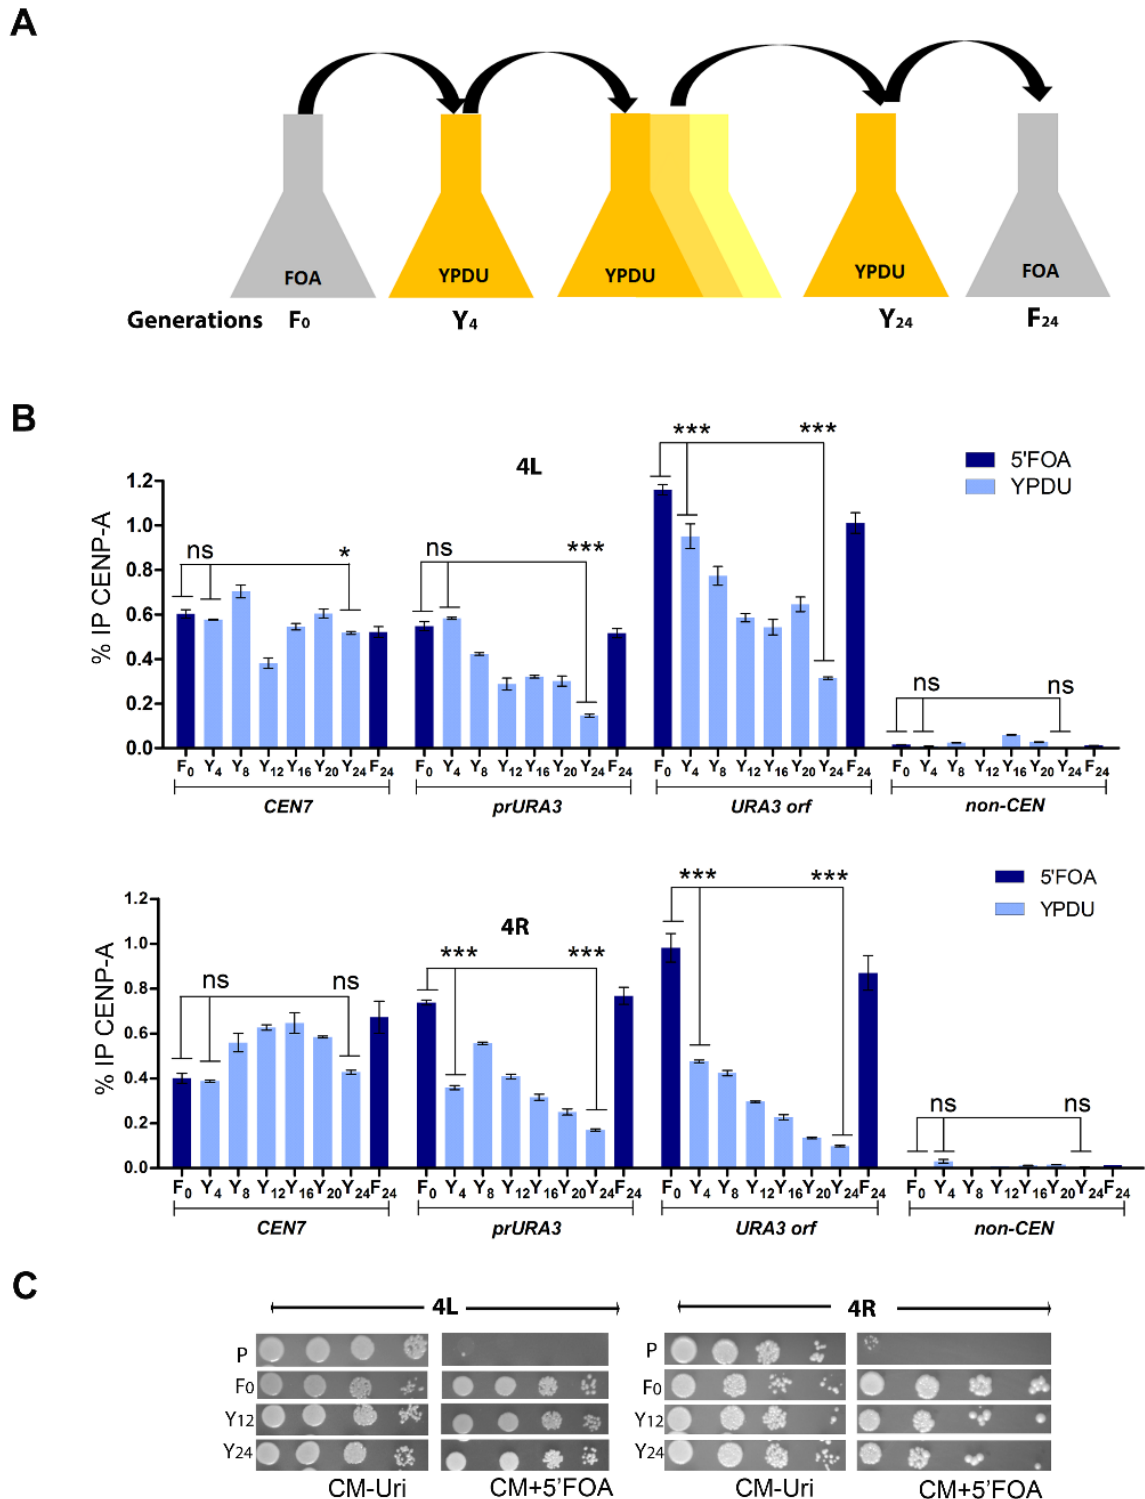 A
FOA YPDU YPDU YPDU FOA
Generations F0 Y4 Y24 F24
B
4L
5'FOA
YPDU
% IP CENP-A
1.2
1.0
0.8
0.6
0.4
0.2
0.0
ns * ns *** *** *** ns ns
F0 Y4 Y8 Y12 Y16 Y20 Y24 F24 F0 Y4 Y8 Y12 Y16 Y20 Y24 F24 F0 Y4 Y8 Y12 Y16 Y20 Y24 F24 F0 Y4 Y8 Y12 Y16 Y20 Y24 F24
CEN7 prURA3 URA3 orf non-CEN
4R
5'FOA
YPDU
% IP CENP-A
1.2
1.0
0.8
0.6
0.4
0.2
0.0
ns ns *** *** *** *** ns ns
F0 Y4 Y8 Y12 Y16 Y20 Y24 F24 F0 Y4 Y8 Y12 Y16 Y20 Y24 F24 F0 Y4 Y8 Y12 Y16 Y20 Y24 F24 F0 Y4 Y8 Y12 Y16 Y20 Y24 F24
CEN7 prURA3 URA3 orf non-CEN
C
4L 4R
P P
F0 F0
Y12 Y12
Y24 Y24
CM-Uri CM+5'FOA CM-Uri CM+5'FOA